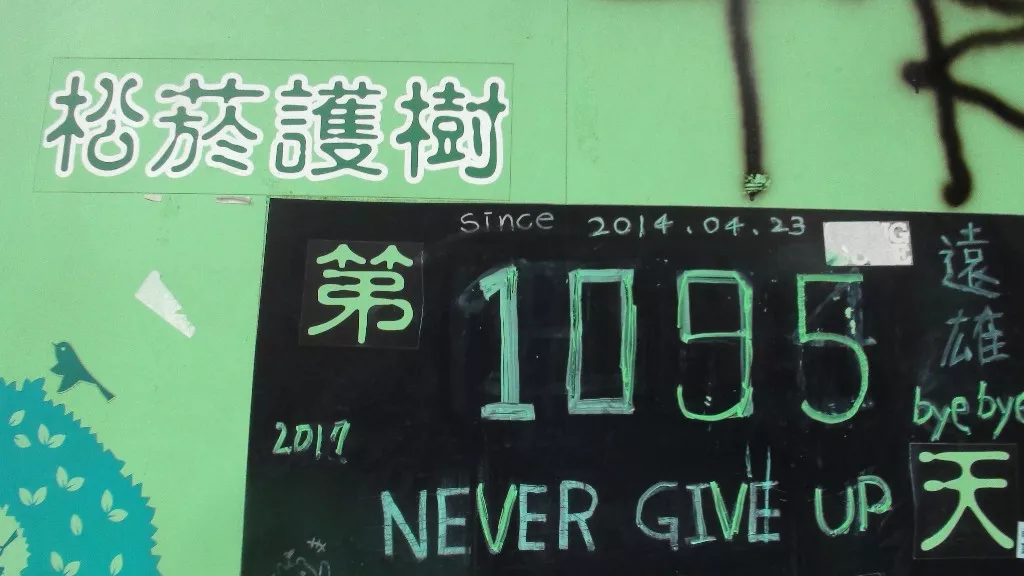 松菸護樹
since 2014.04.23
第 1095 天
遠雄
bye bye
2017
NEVER GIVE UP